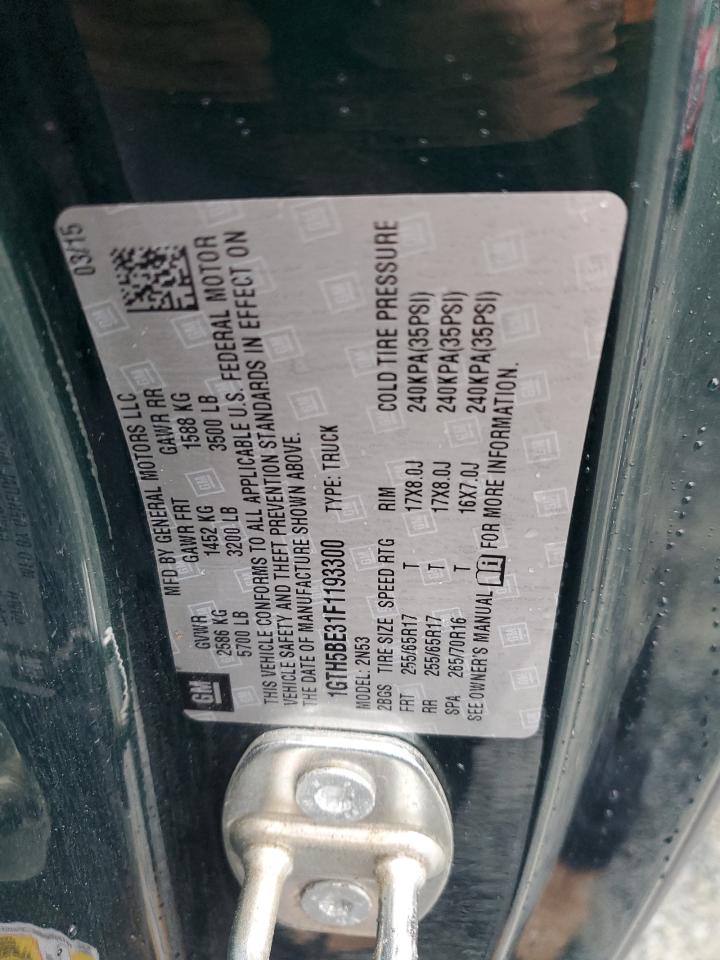 03/15
MFD BY GENERAL MOTORS LLC
GM
GVWR GAWR FRT GAWR RR
2586 KG 1452 KG 1588 KG
5700 LB 3200 LB 3500 LB
THIS VEHICLE CONFORMS TO ALL APPLICABLE U.S. FEDERAL MOTOR
VEHICLE SAFETY AND THEFT PREVENTION STANDARDS IN EFFECT ON
THE DATE OF MANUFACTURE SHOWN ABOVE.
1GTH5BE31F1193300 TYPE: TRUCK
MODEL: 2N53
2BGS TIRE SIZE SPEED RTG RIM COLD TIRE PRESSURE
FRT 255/65R17 T 17X8.0J 240KPA(35PSI)
RR 255/65R17 T 17X8.0J 240KPA(35PSI)
SPA 265/70R16 T 16X7.0J 240KPA(35PSI)
SEE OWNER'S MANUAL FOR MORE INFORMATION.